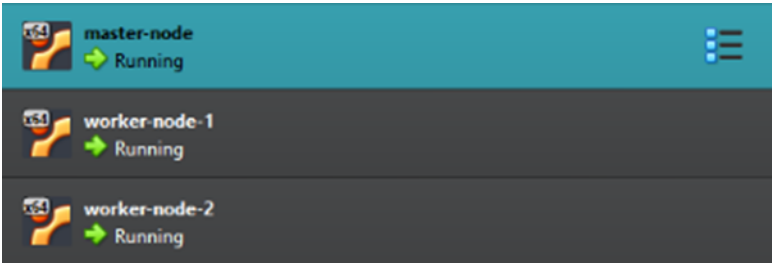 x64
master-node
Running
x64
worker-node-1
Running
x64
worker-node-2
Running